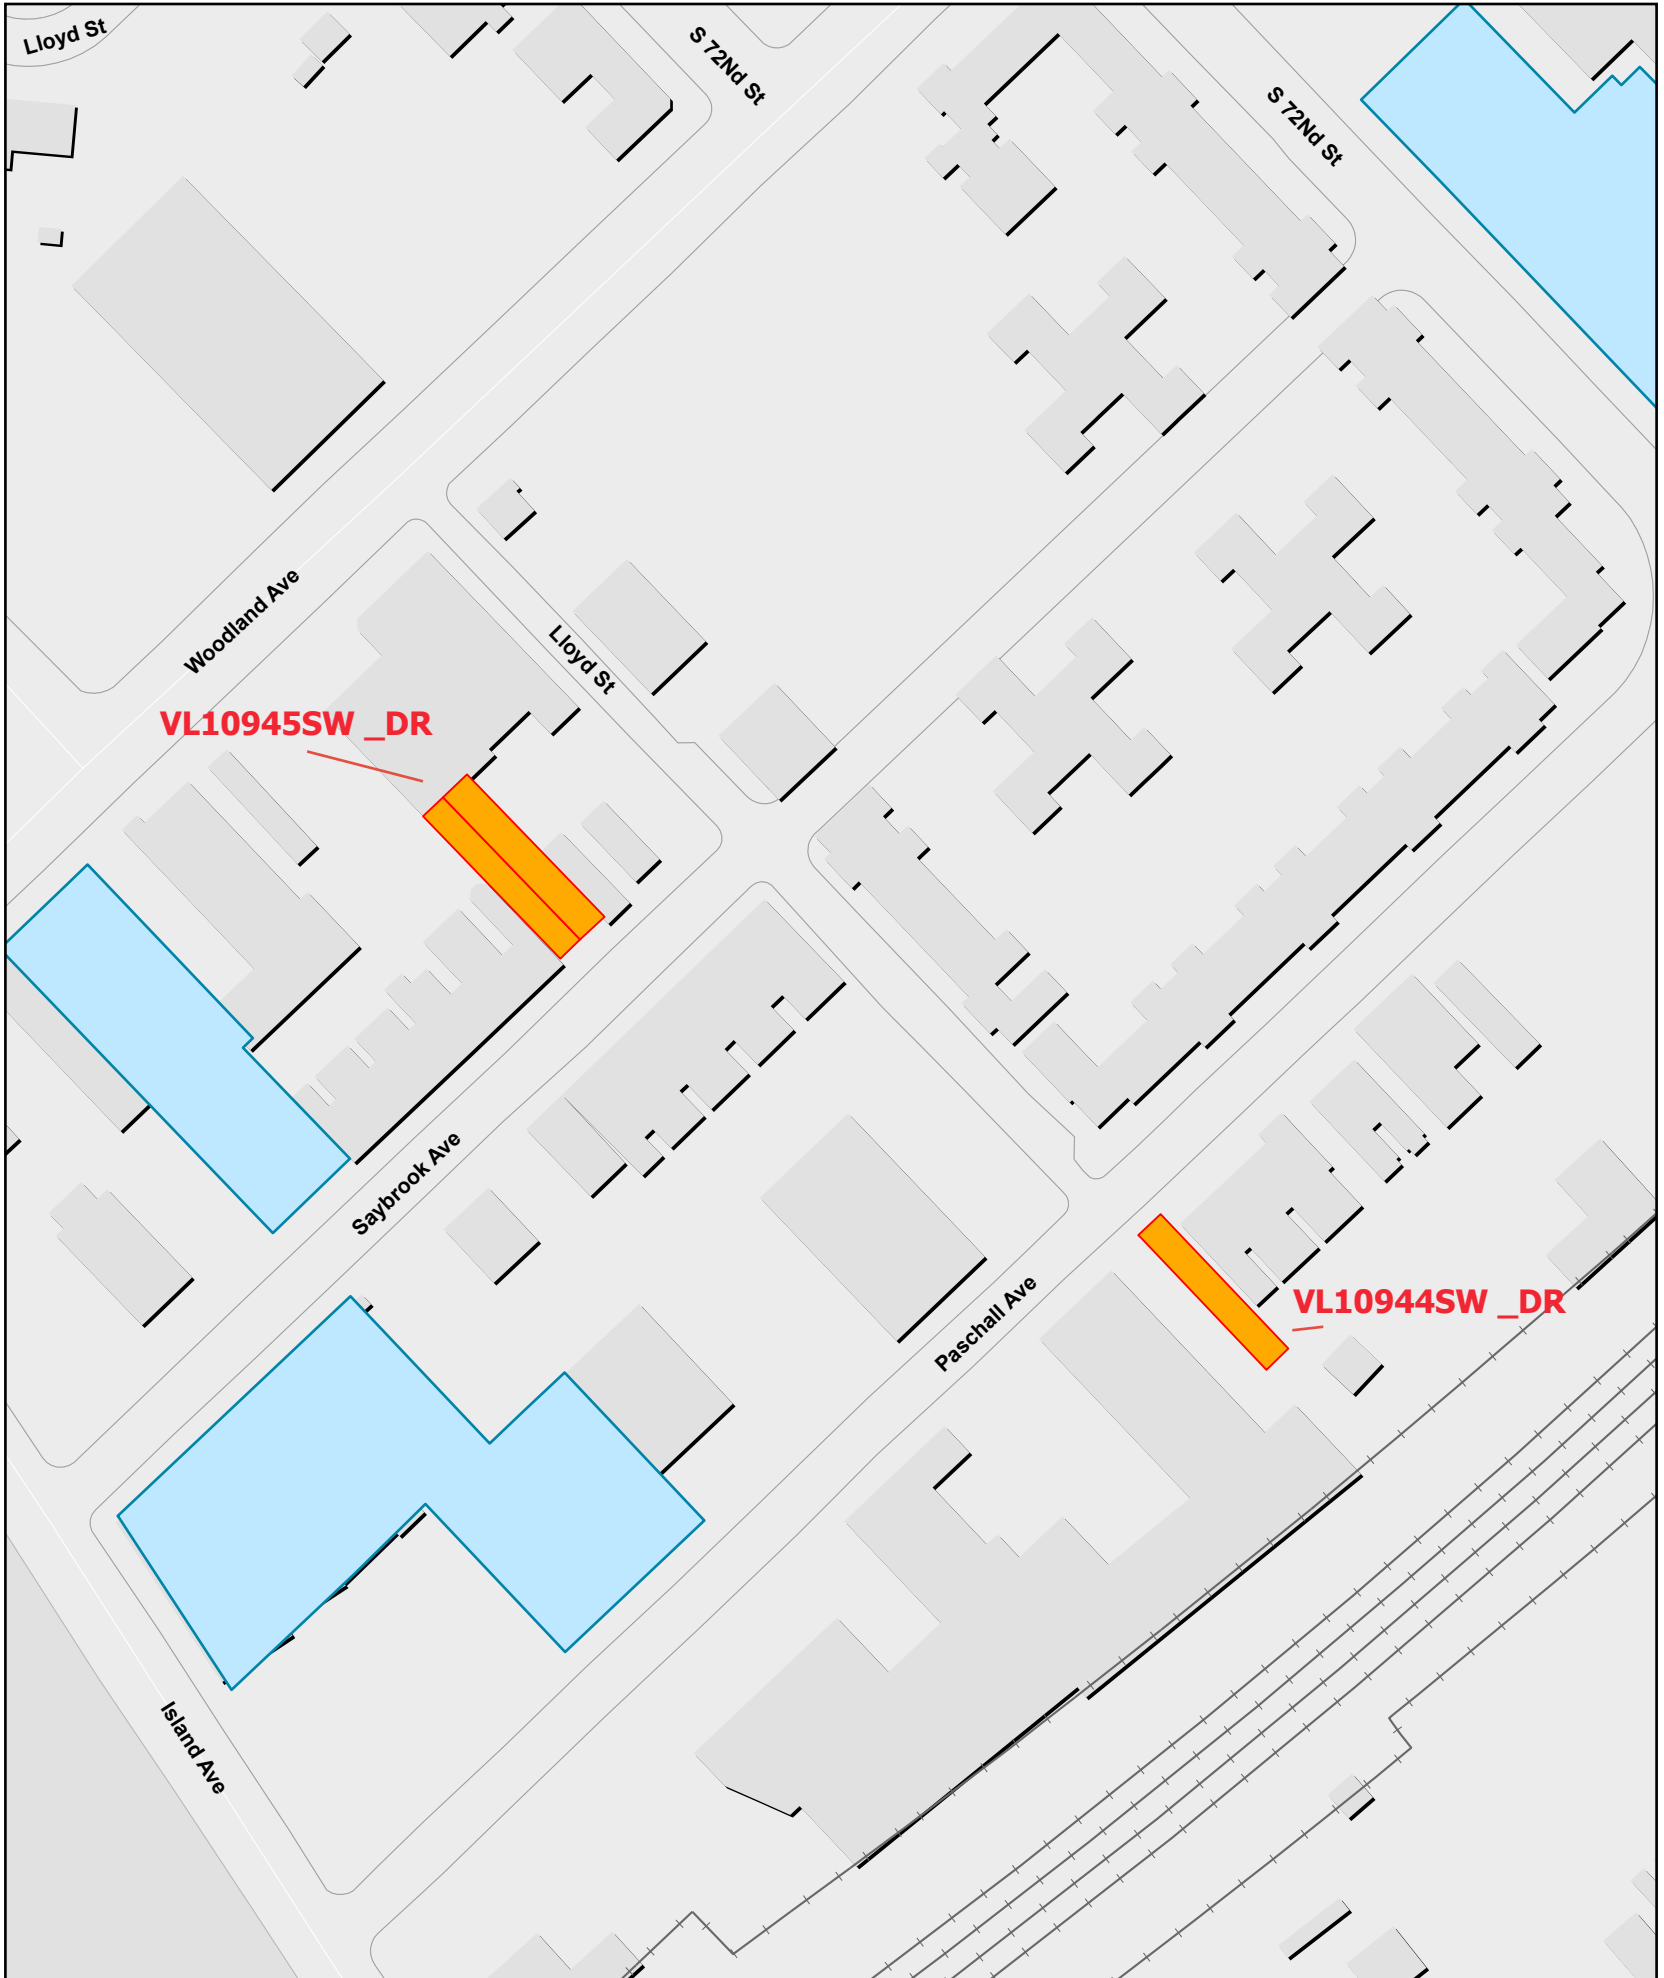 Lloyd St
S 72Nd St
S 72Nd St
Woodland Ave
Lloyd St
VL10945SW _DR
Saybrook Ave
Paschall Ave
VL10944SW _DR
Island Ave